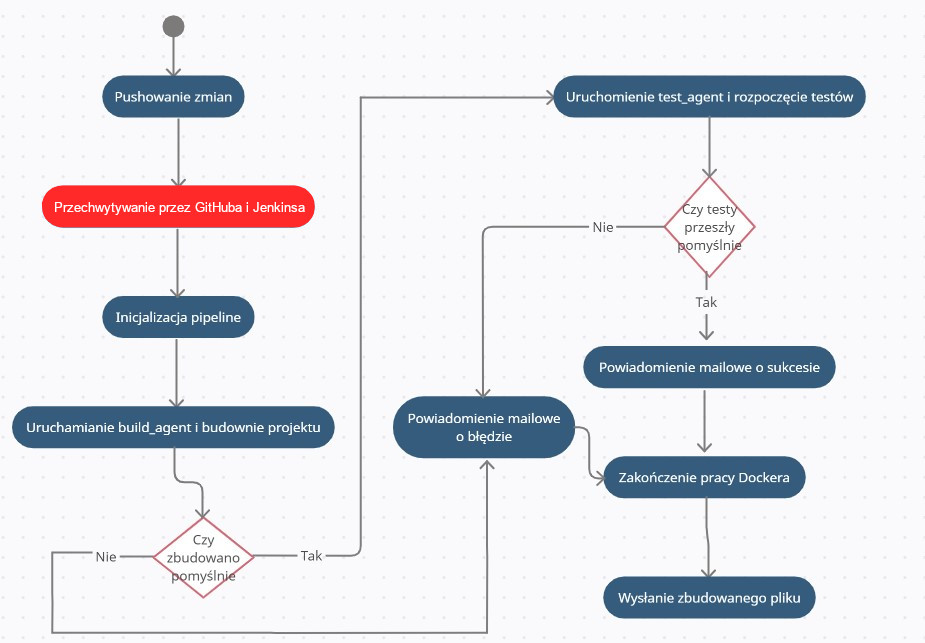 Pushowanie zmian
Przechwytywanie przez GitHuba i Jenkinsa
Inicjalizacja pipeline
Uruchamianie build_agent i budownie projektu
Czy
zbudowano
pomyślnie
Nie
Tak
Uruchomienie test_agent i rozpoczęcie testów
Czy testy
przeszły
pomyślnie
Nie
Tak
Powiadomienie mailowe o sukcesie
Powiadomienie mailowe
o błędzie
Zakończenie pracy Dockera
Wysłanie zbudowanego pliku